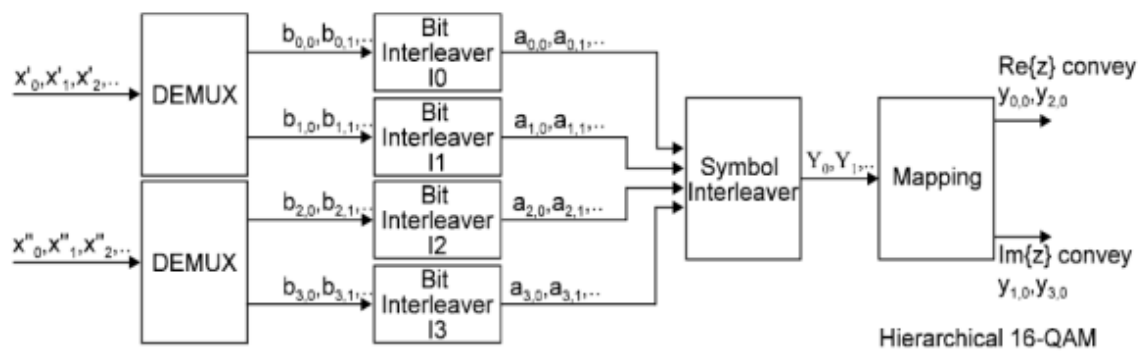 x'0,x'1,x'2,..
DEMUX
b0,0,b0,1,..
Bit
Interleaver
I0
a0,0,a0,1,..
b1,0,b1,1,..
Bit
Interleaver
I1
a1,0,a1,1,..
x"0,x"1,x"2,..
DEMUX
b2,0,b2,1,..
Bit
Interleaver
I2
a2,0,a2,1,..
b3,0,b3,1,..
Bit
Interleaver
I3
a3,0,a3,1,..
Symbol
Interleaver
Y0,Y1,..
Mapping
Re{z} convey
y0,0,y2,0
Im{z} convey
y1,0,y3,0
Hierarchical 16-QAM